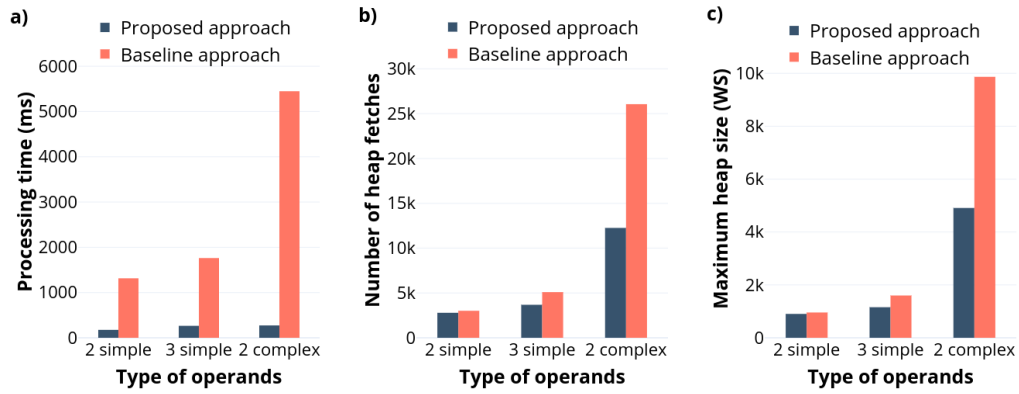 a)
Proposed approach
Baseline approach
Processing time (ms)
6000
5000
4000
3000
2000
1000
0
2 simple 3 simple 2 complex
Type of operands
b)
Proposed approach
Baseline approach
Number of heap fetches
30k
25k
20k
15k
10k
5k
0
2 simple 3 simple 2 complex
Type of operands
c)
Proposed approach
Baseline approach
Maximum heap size (WS)
10k
8k
6k
4k
2k
0
2 simple 3 simple 2 complex
Type of operands